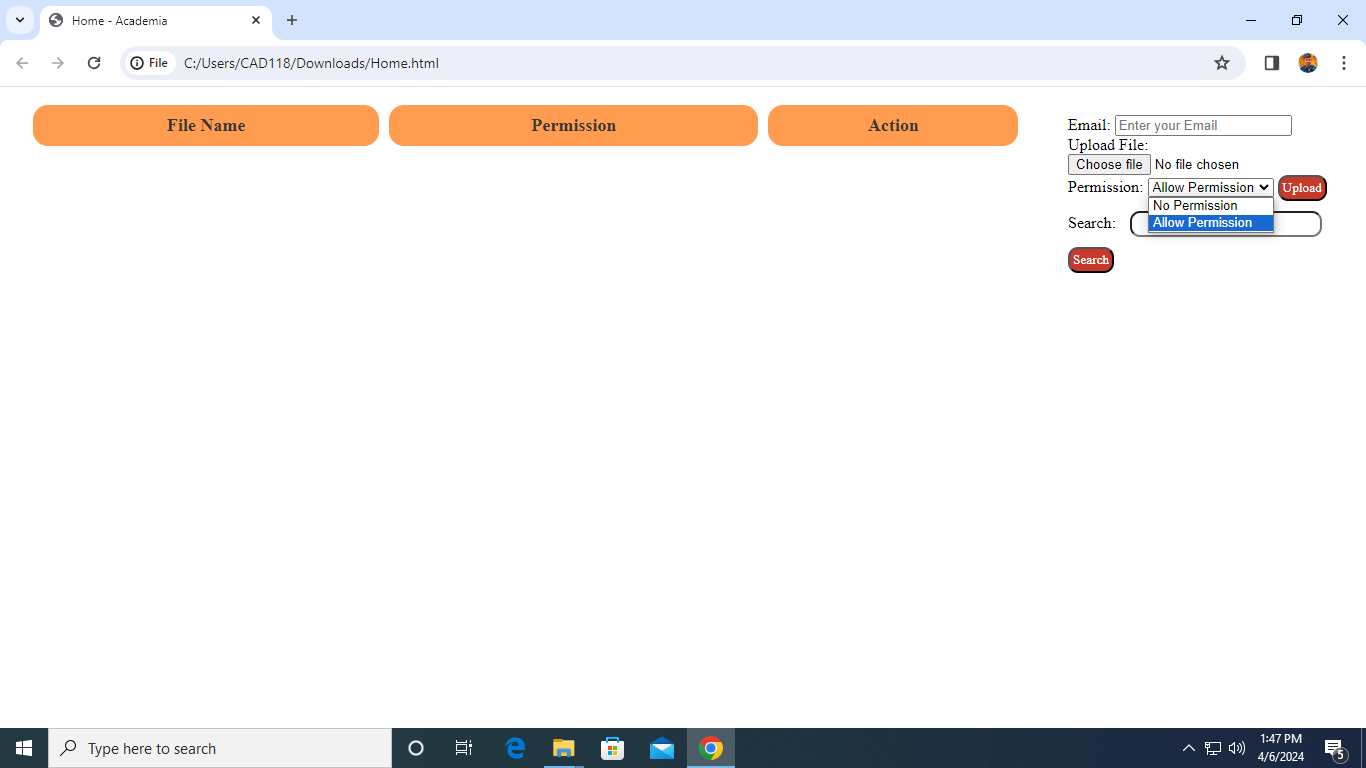 Home - Academia
File
C:/Users/CAD118/Downloads/Home.html
File Name
Permission
Action
Email: Enter your Email
Upload File:
Choose file No file chosen
Permission: Allow Permission Upload
No Permission
Allow Permission
Search:
Search
Type here to search
1:47 PM
4/6/2024
5